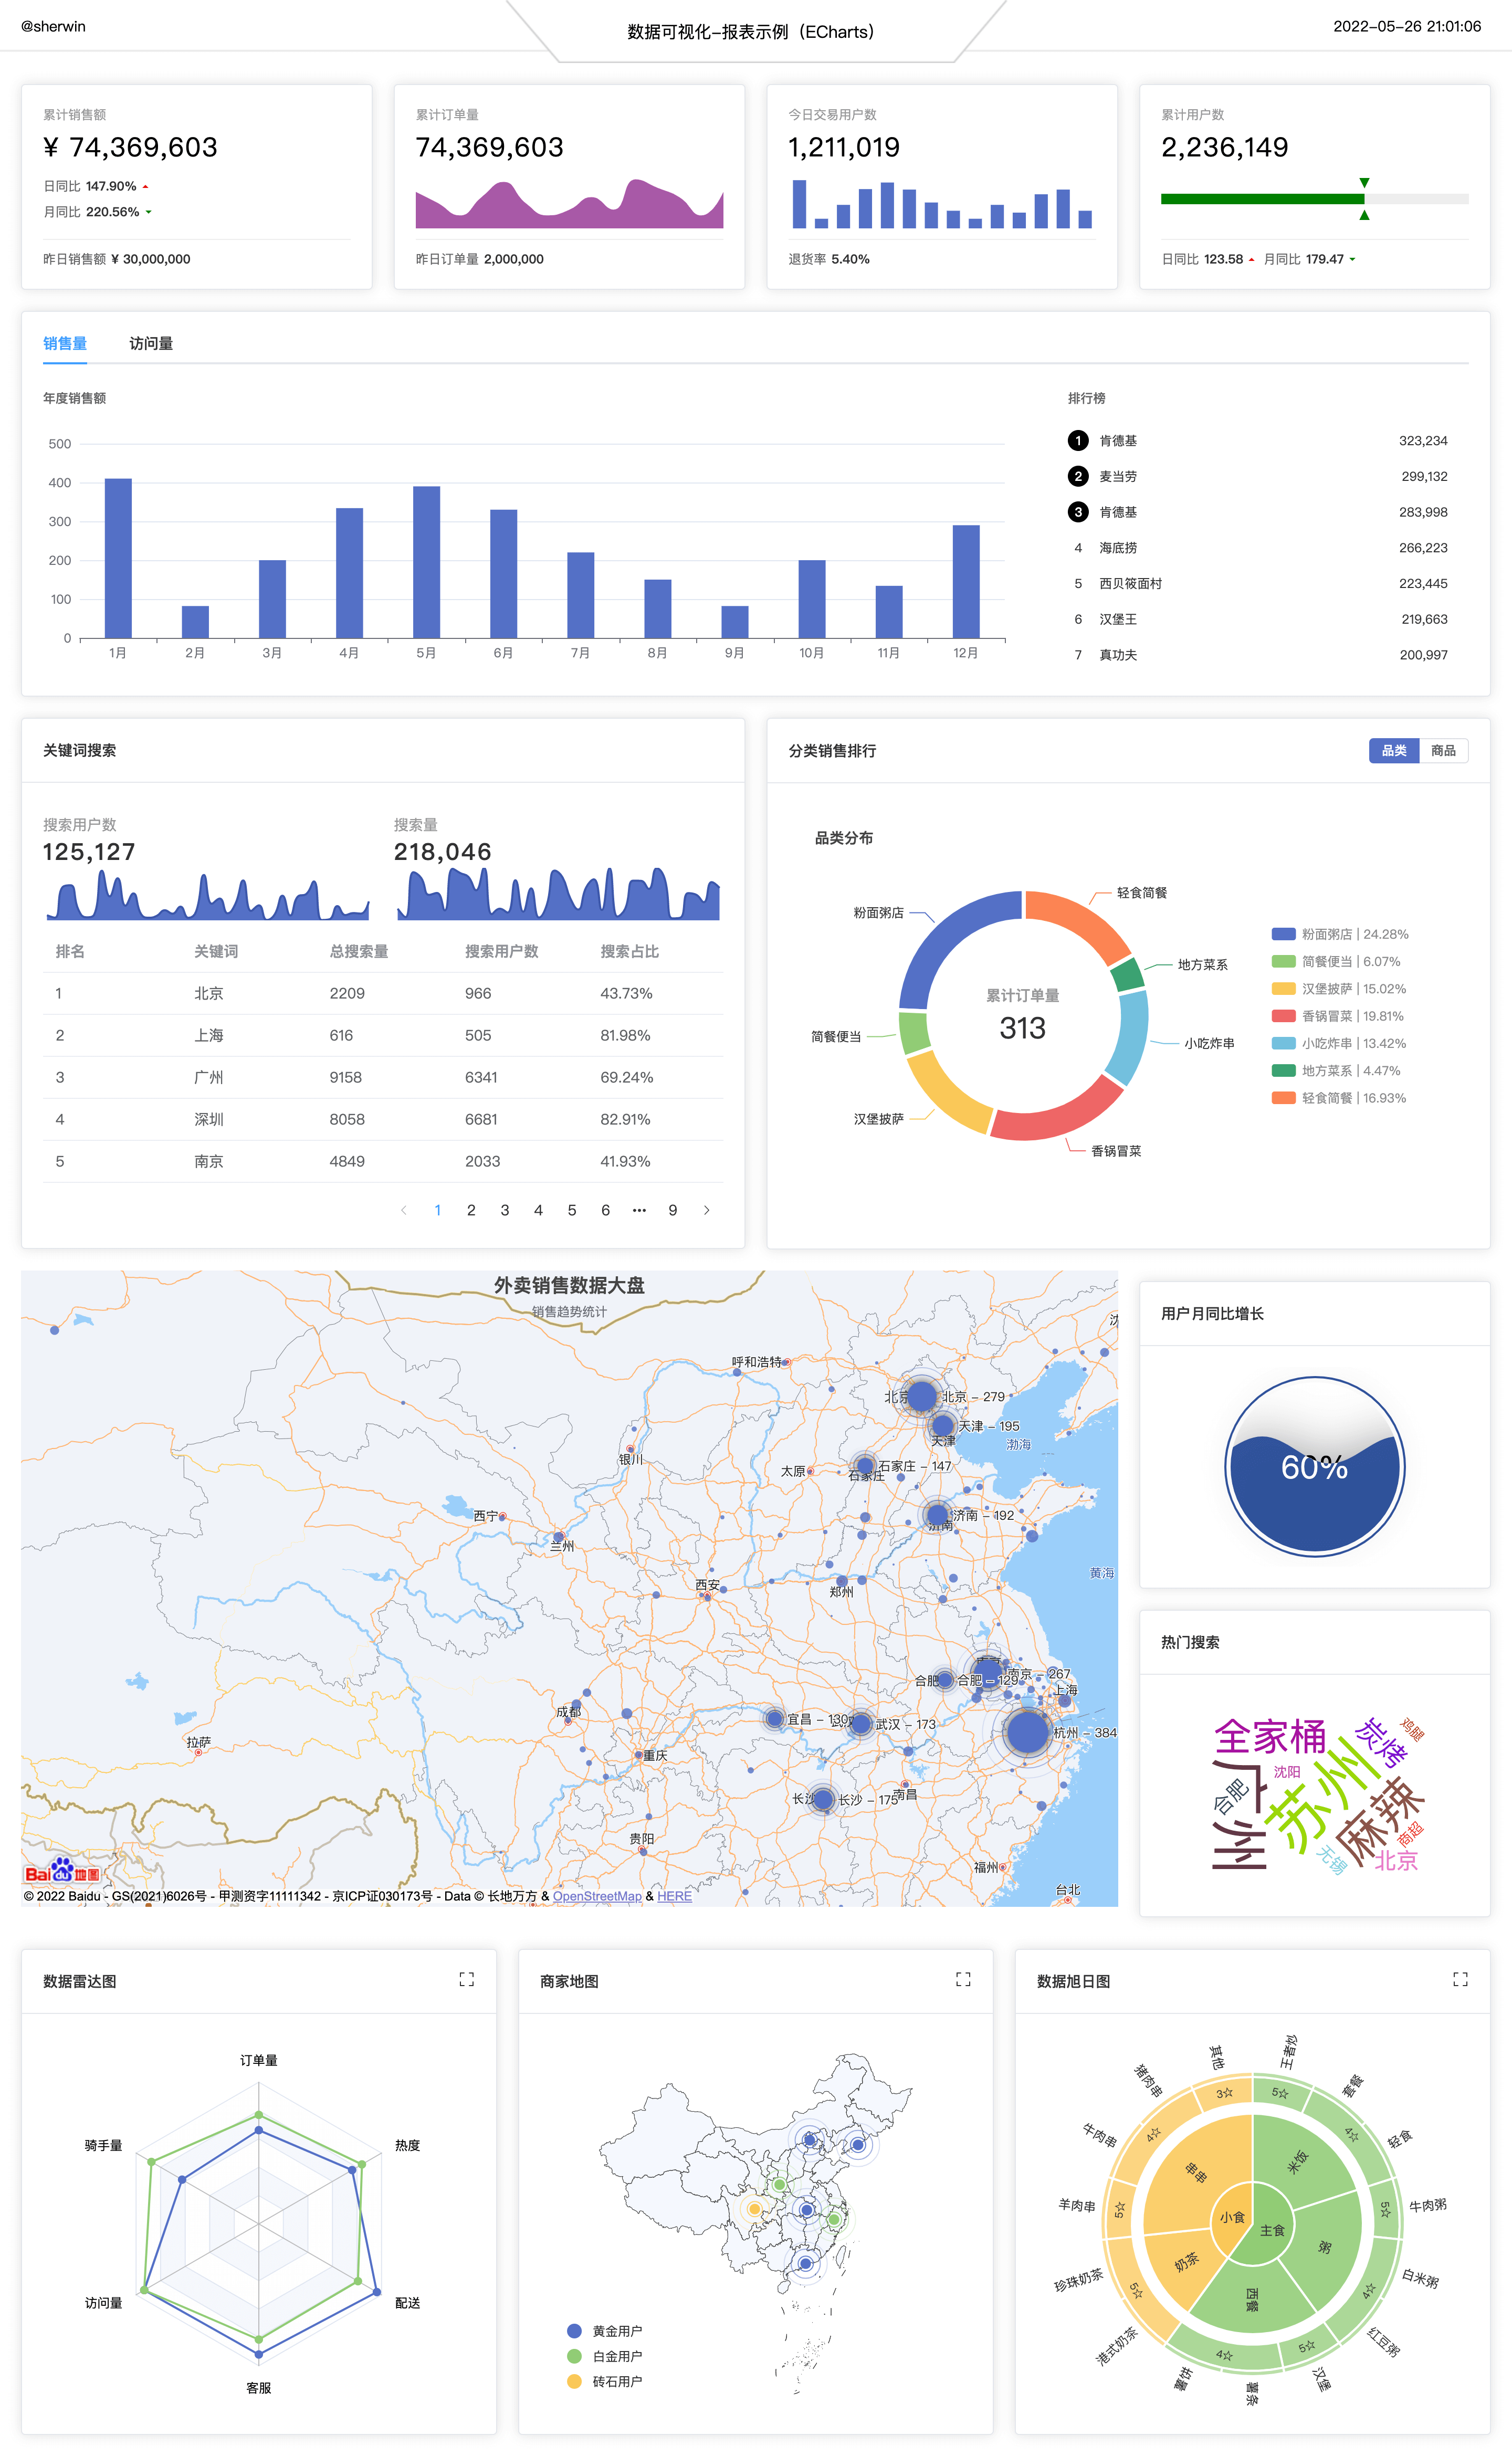 @sherwin
数据可视化-报表示例（ECharts）
2022-05-26 21:01:06
累计销售额
¥ 74,369,603
日同比 147.90%
月同比 220.56%
昨日销售额 ¥ 30,000,000
累计订单量
74,369,603
昨日订单量 2,000,000
今日交易用户数
1,211,019
退货率 5.40%
累计用户数
2,236,149
日同比 123.58 月同比 179.47
销售量 访问量
年度销售额
500
400
300
200
100
0
1月 2月 3月 4月 5月 6月 7月 8月 9月 10月 11月 12月
排行榜
1 肯德基 323,234
2 麦当劳 299,132
3 肯德基 283,998
4 海底捞 266,223
5 西贝筱面村 223,445
6 汉堡王 219,663
7 真功夫 200,997
关键词搜索
搜索用户数
125,127
搜索量
218,046
排名 关键词 总搜索量 搜索用户数 搜索占比
1 北京 2209 966 43.73%
2 上海 616 505 81.98%
3 广州 9158 6341 69.24%
4 深圳 8058 6681 82.91%
5 南京 4849 2033 41.93%
1 2 3 4 5 6 ••• 9
分类销售排行
品类 商品
品类分布
轻食简餐
粉面粥店
地方菜系
简餐便当
小吃炸串
汉堡披萨
香锅冒菜
累计订单量
313
粉面粥店 | 24.28%
简餐便当 | 6.07%
汉堡披萨 | 15.02%
香锅冒菜 | 19.81%
小吃炸串 | 13.42%
地方菜系 | 4.47%
轻食简餐 | 16.93%
外卖销售数据大盘
销售趋势统计
沈
呼和浩特
北京
北京 - 279
天津 - 195
天津
渤海
银川
太原
石家庄 - 147
石家庄
西宁
济南 - 192
济南
兰州
黄海
西安
郑州
南京
南京 - 267
合肥
合肥 - 129
上海
成都
宜昌 - 130
武汉
武汉 - 173
杭州 - 384
拉萨
重庆
长沙
长沙 - 175
南昌
贵阳
福州
台北
Bai du 地图
© 2022 Baidu - GS(2021)6026号 - 甲测资字11111342 - 京ICP证030173号 - Data © 长地万方 & OpenStreetMap & HERE
用户月同比增长
60%
热门搜索
全家桶
炭烤
鸡腿
广州
沈阳
合肥
苏州
麻辣
商超
无锡
北京
数据雷达图
订单量
骑手量
热度
访问量
配送
客服
商家地图
黄金用户
白金用户
砖石用户
数据旭日图
小食
主食
串串
米饭
奶茶
粥
西餐
3☆
5☆
4☆
4☆
5☆
5☆
5☆
4☆
4☆
5☆
其他
王者炒
猪肉串
套餐
牛肉串
轻食
羊肉串
牛肉粥
珍珠奶茶
白米粥
港式奶茶
红豆粥
薯饼
薯条
汉堡